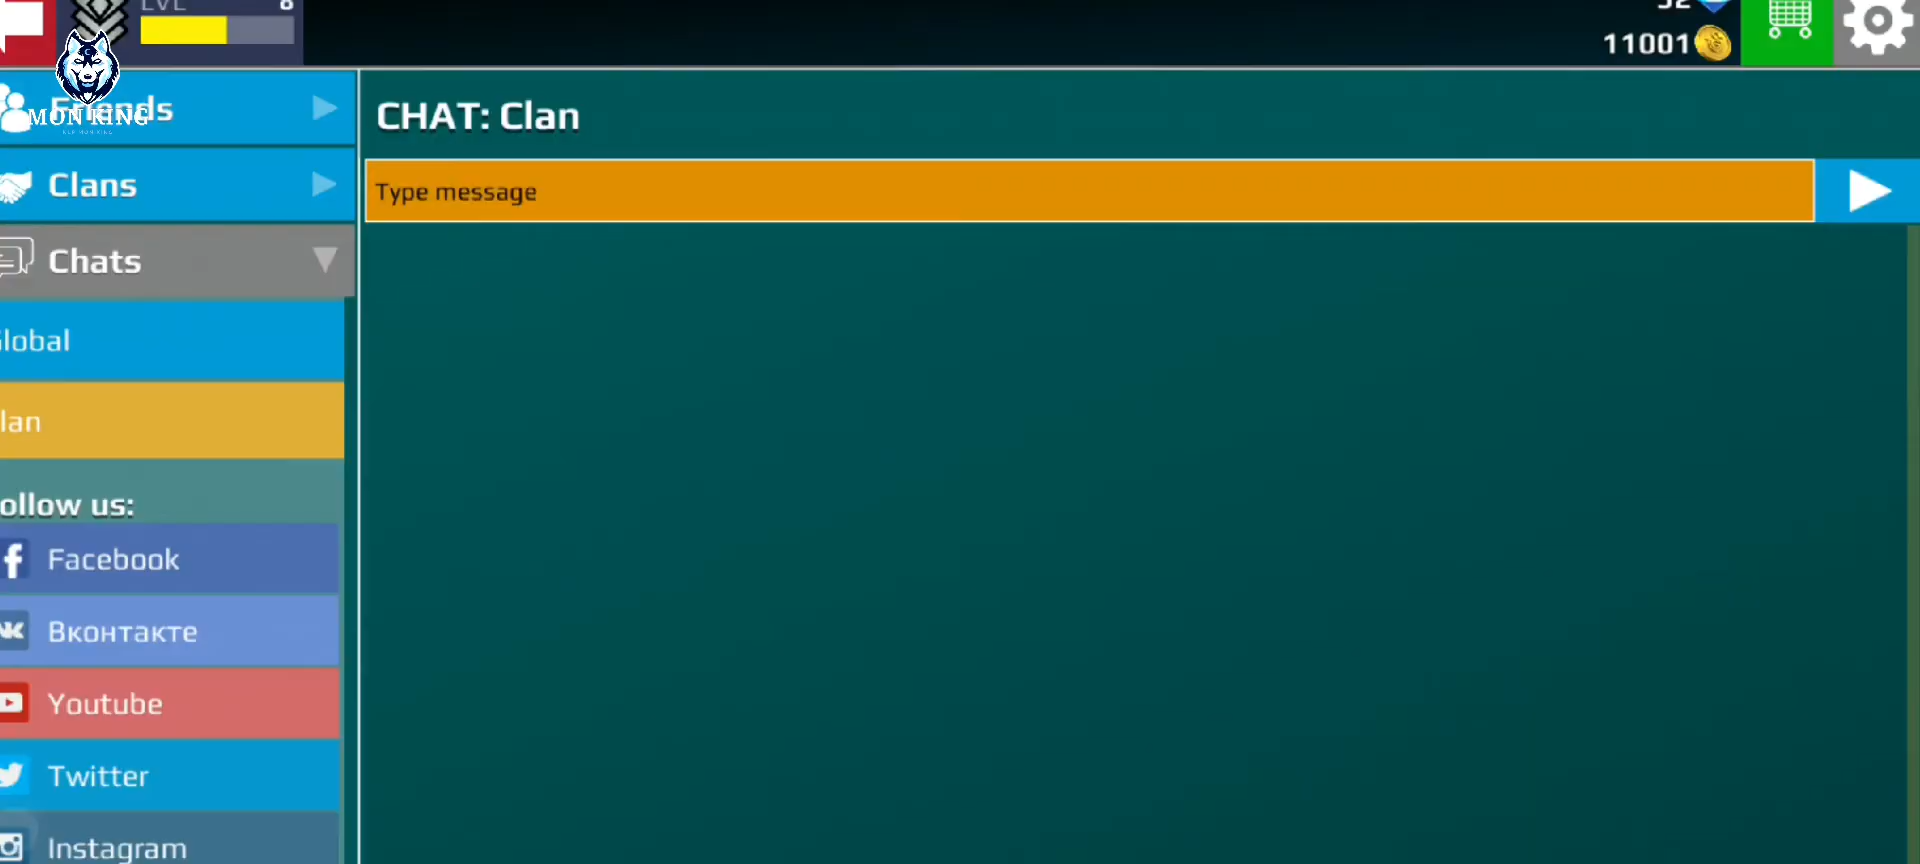 LVL 8
11001
Friends
MON KING
CHAT: Clan
Clans
Type message
Chats
lobal
lan
ollow us:
Facebook
Вконтакте
Youtube
Twitter
Instagram